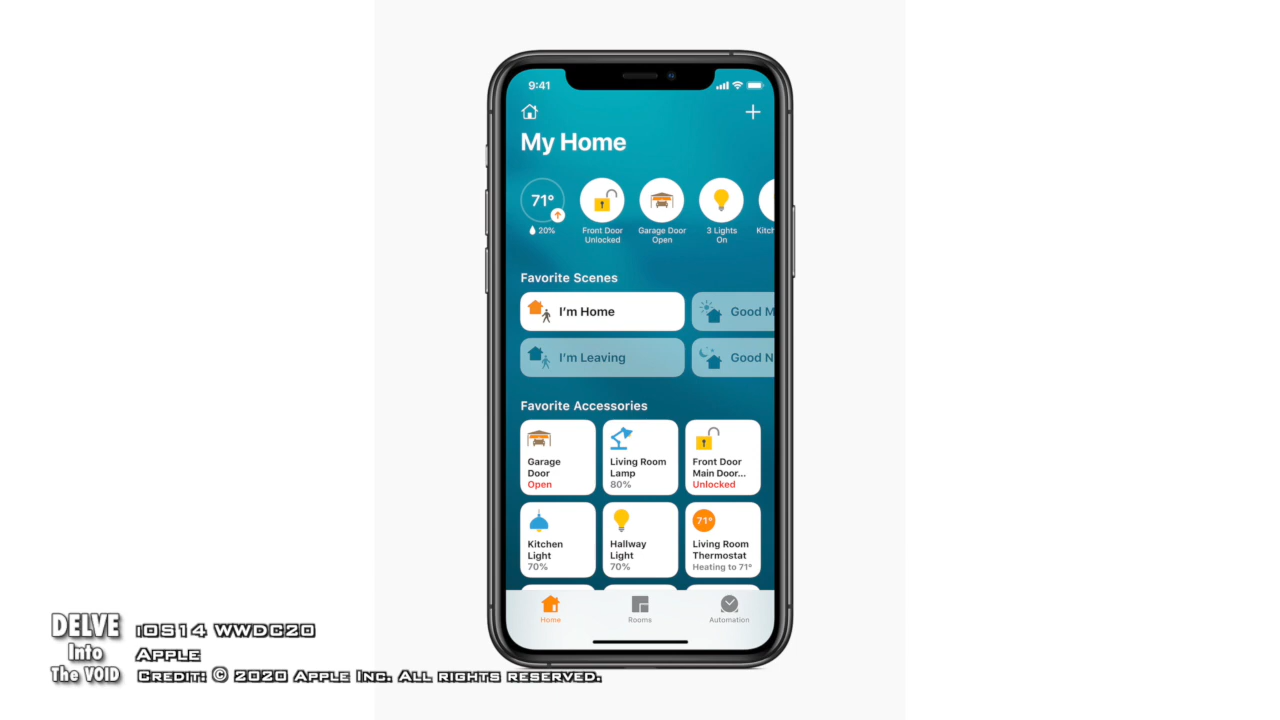 9:41
My Home
71°
20%
Front Door
Unlocked
Garage Door
Open
3 Lights
On
Kitch
Favorite Scenes
I'm Home
Good M
I'm Leaving
Good N
Favorite Accessories
Garage
Door
Open
Living Room
Lamp
80%
Front Door
Main Door...
Unlocked
Kitchen
Light
70%
Hallway
Light
70%
71°
Living Room
Thermostat
Heating to 71°
Home
Rooms
Automation
DELVE
Into
The VOID
iOS14 WWDC20
Apple
Credit: © 2020 Apple Inc. All rights reserved.